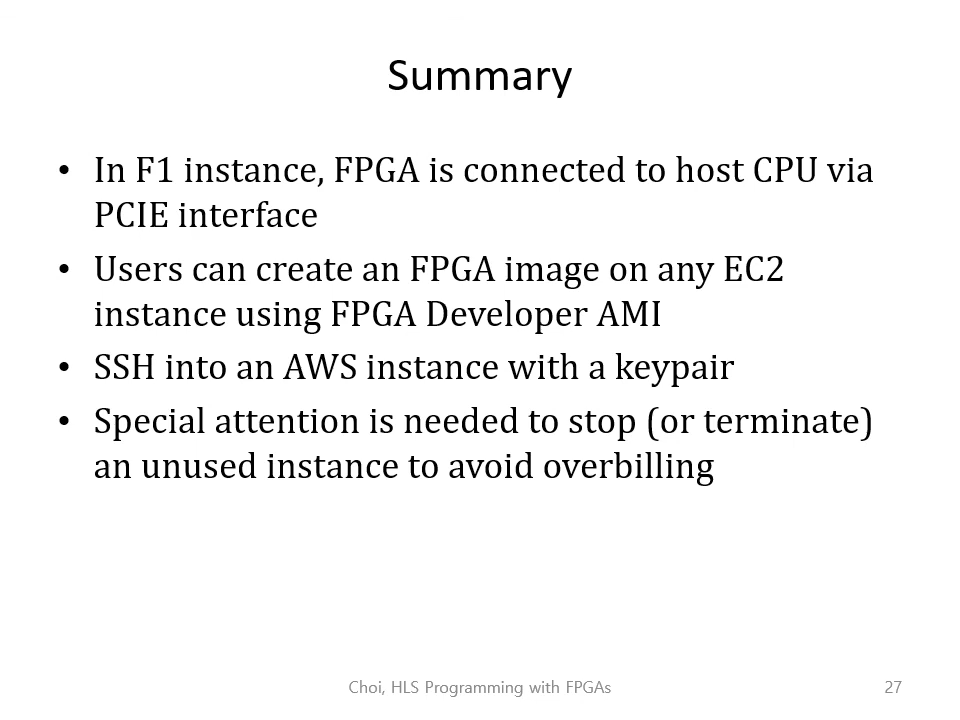 Summary
• In F1 instance, FPGA is connected to host CPU via
PCIE interface
• Users can create an FPGA image on any EC2
instance using FPGA Developer AMI
• SSH into an AWS instance with a keypair
• Special attention is needed to stop (or terminate)
an unused instance to avoid overbilling
Choi, HLS Programming with FPGAs
27